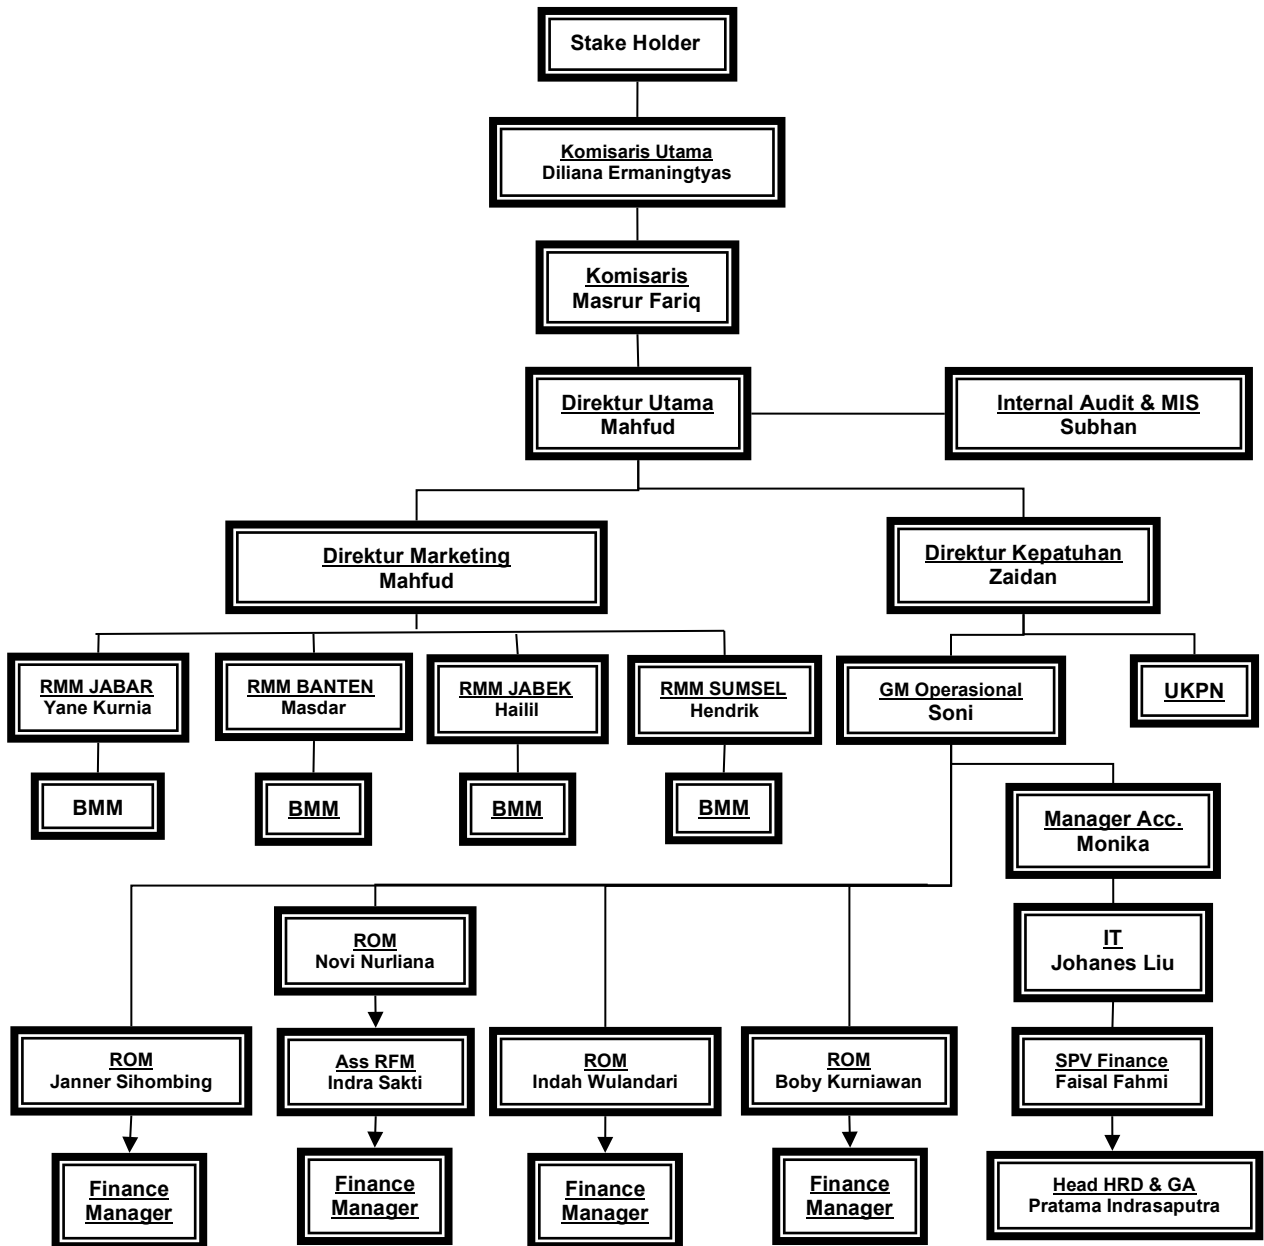 Stake Holder
Komisaris Utama
Diliana Ermaningtyas
Komisaris
Masrur Fariq
Direktur Utama
Mahfud
Internal Audit & MIS
Subhan
Direktur Marketing
Mahfud
Direktur Kepatuhan
Zaidan
RMM JABAR
Yane Kurnia
RMM BANTEN
Masdar
RMM JABEK
Hailil
RMM SUMSEL
Hendrik
GM Operasional
Soni
UKPN
BMM
BMM
BMM
BMM
Manager Acc.
Monika
ROM
Novi Nurliana
IT
Johanes Liu
ROM
Janner Sihombing
Ass RFM
Indra Sakti
ROM
Indah Wulandari
ROM
Boby Kurniawan
SPV Finance
Faisal Fahmi
Finance
Manager
Finance
Manager
Finance
Manager
Finance
Manager
Head HRD & GA
Pratama Indrasaputra